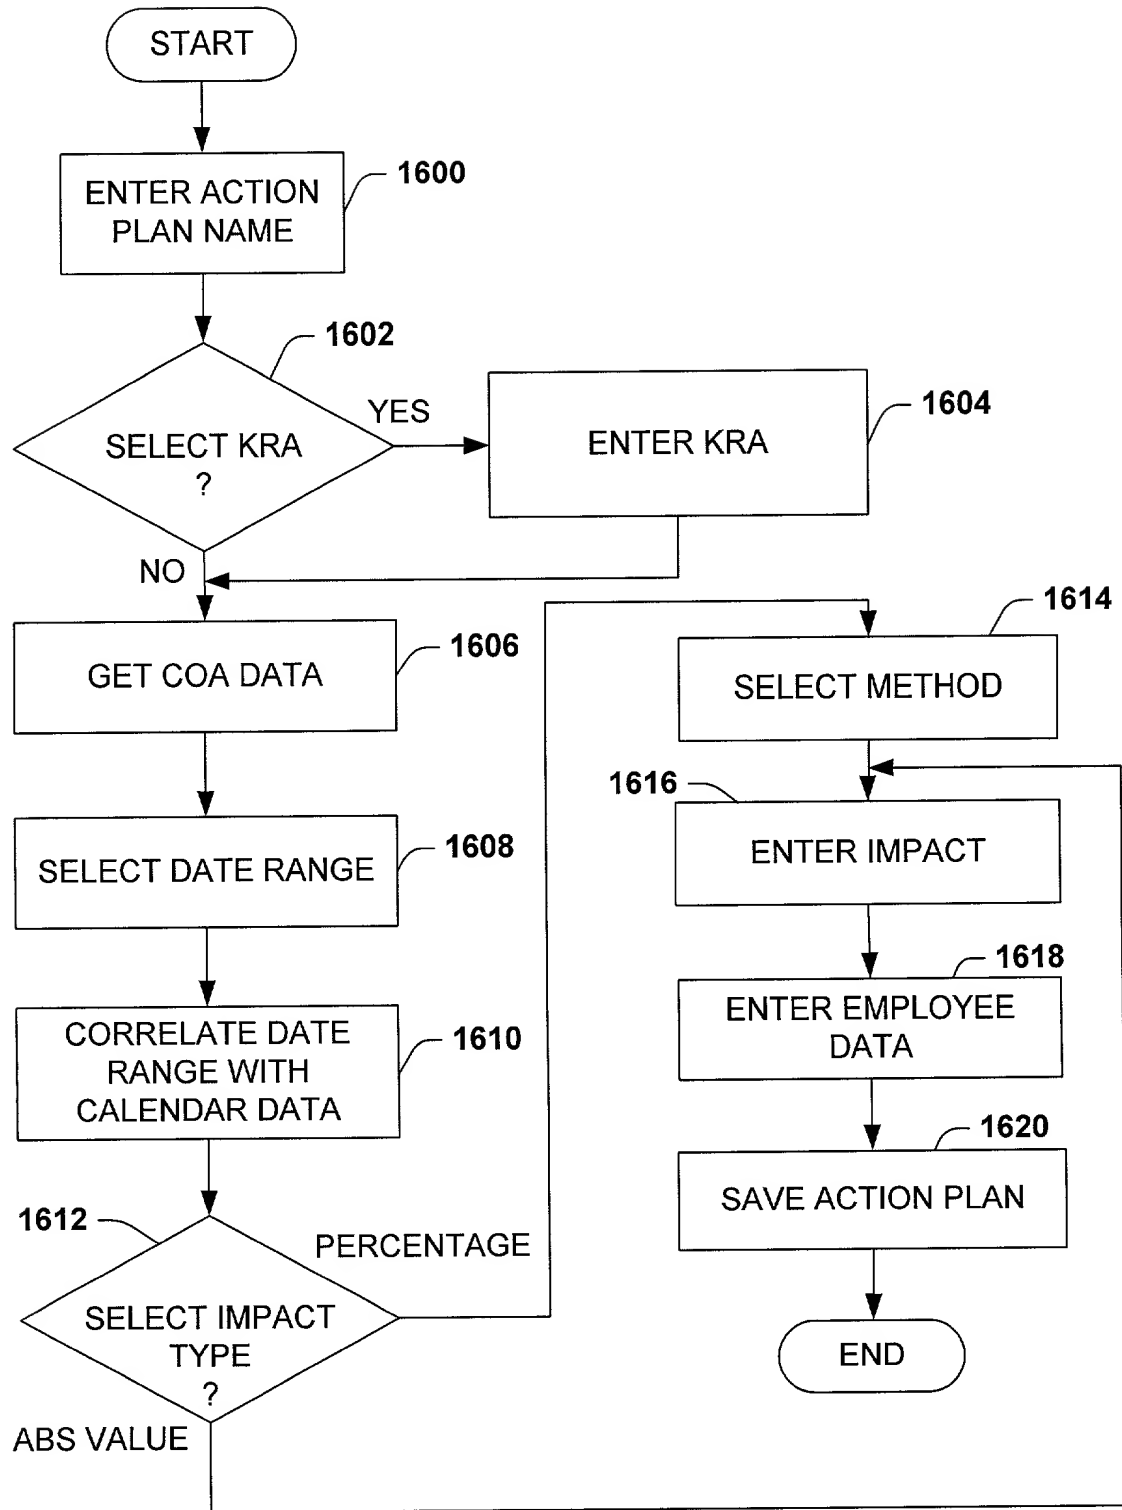 START
ENTER ACTION
PLAN NAME
1600
1602
SELECT KRA
?
YES
NO
ENTER KRA
1604
GET COA DATA
1606
SELECT DATE RANGE
1608
CORRELATE DATE
RANGE WITH
CALENDAR DATA
1610
1612
SELECT IMPACT
TYPE
?
PERCENTAGE
ABS VALUE
1614
SELECT METHOD
1616
ENTER IMPACT
1618
ENTER EMPLOYEE
DATA
1620
SAVE ACTION PLAN
END